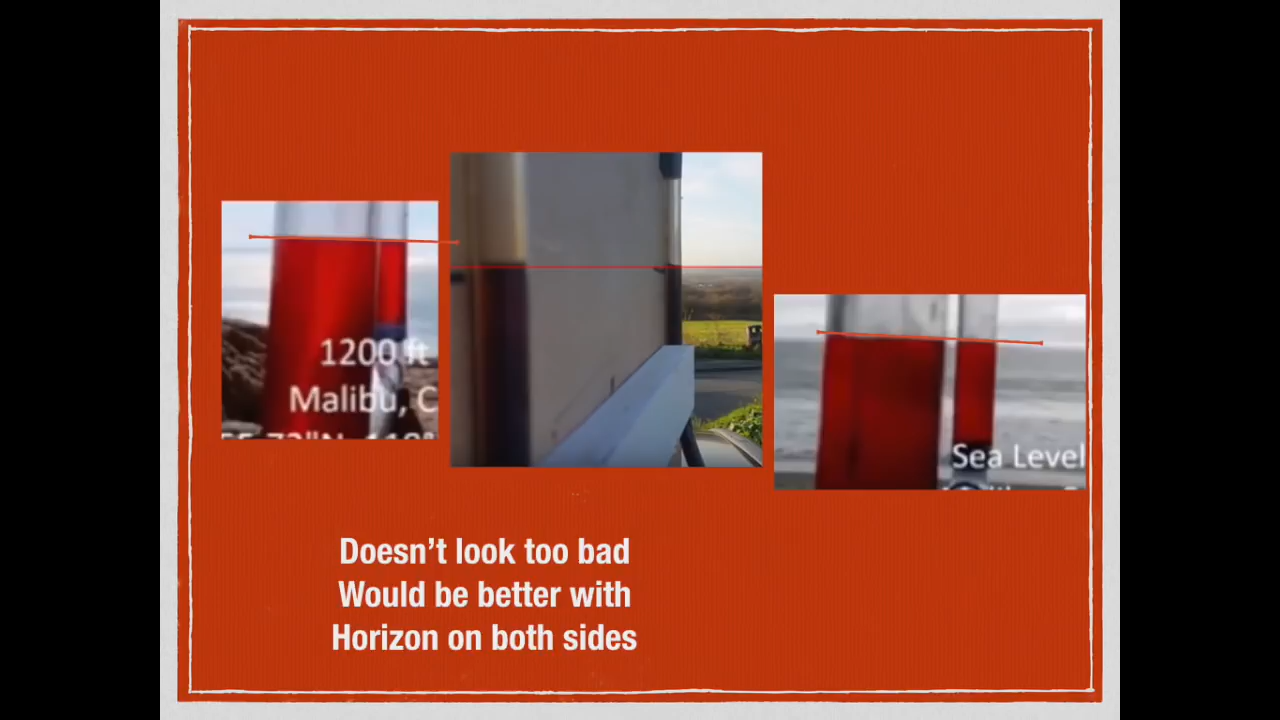 1200 ft
Malibu, C
Sea Level
Doesn't look too bad
Would be better with
Horizon on both sides